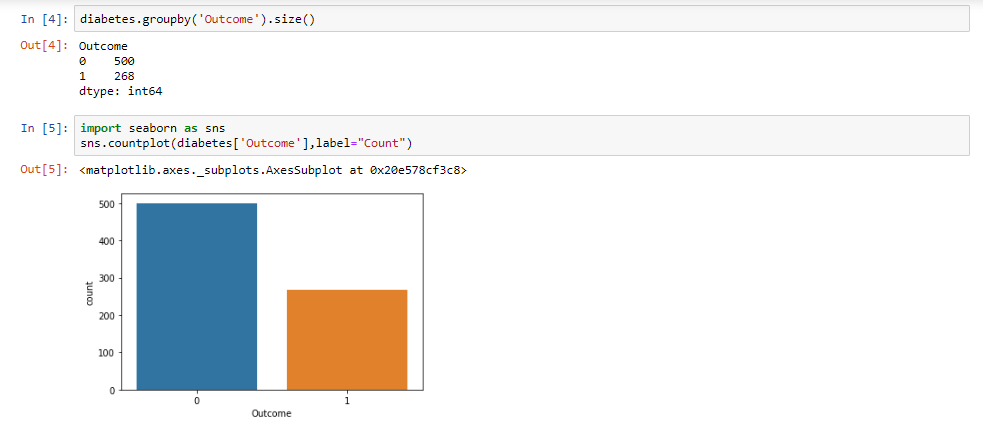 In [4]: diabetes.groupby('Outcome').size()
Out[4]: Outcome
0    500
1    268
dtype: int64
In [5]: import seaborn as sns
sns.countplot(diabetes['Outcome'],label="Count")
Out[5]: <matplotlib.axes._subplots.AxesSubplot at 0x20e578cf3c8>
500
400
300
200
100
0
count
0 1
Outcome